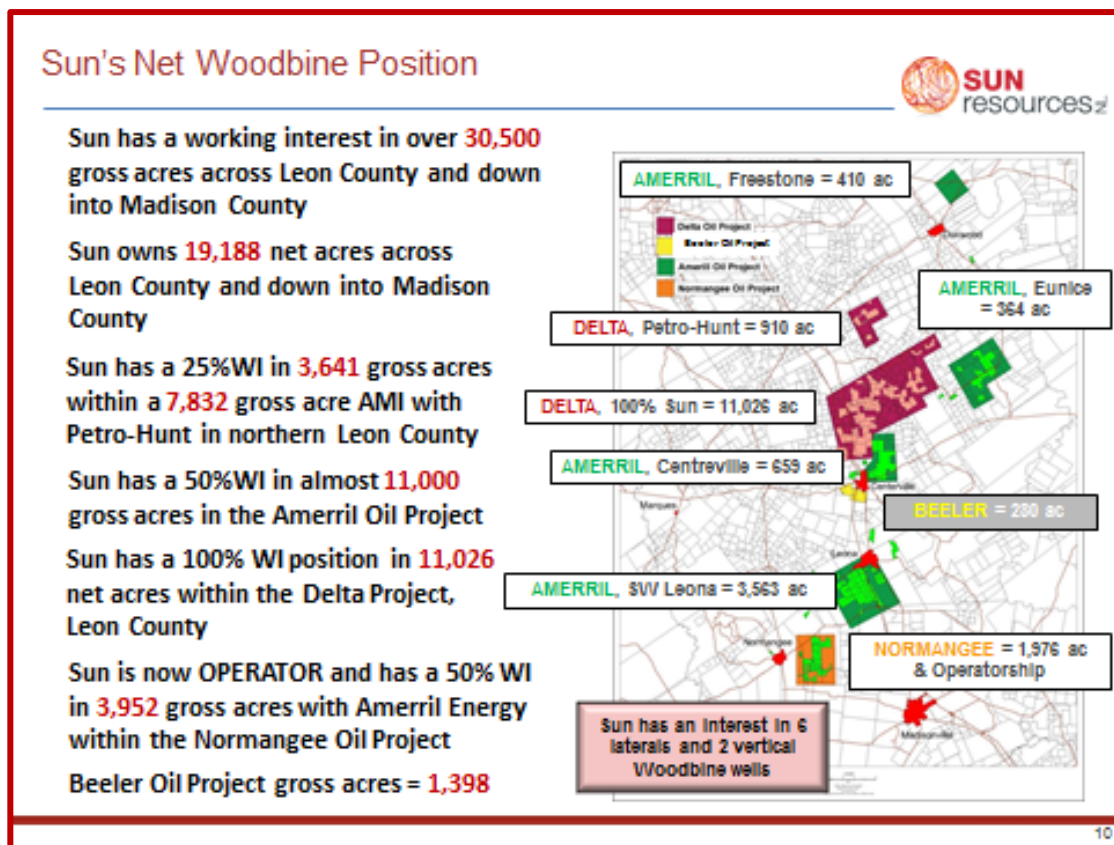 Sun's Net Woodbine Position
SUN
resources
Sun has a working interest in over 30,500
gross acres across Leon County and down
into Madison County
Sun owns 19,188 net acres across
Leon County and down into Madison
County
Sun has a 25%WI in 3,641 gross acres
within a 7,832 gross acre AMI with
Petro-Hunt in northern Leon County
Sun has a 50%WI in almost 11,000
gross acres in the Amerril Oil Project
Sun has a 100% WI position in 11,026
net acres within the Delta Project,
Leon County
Sun is now OPERATOR and has a 50% WI
in 3,952 gross acres with Amerril Energy
within the Normangee Oil Project
Beeler Oil Project gross acres = 1,398
AMERRIL, Freestone = 410 ac
Delta Oil Project
Beeler Oil Project
Amerill Oil Project
Normangee Oil Project
AMERRIL, Eunice
= 364 ac
DELTA, Petro-Hunt = 910 ac
DELTA, 100% Sun = 11,026 ac
AMERRIL, Centreville = 659 ac
Centerville
Marquez
BEELER = 280 ac
Leona
AMERRIL, SW Leona = 3,563 ac
Normangee
NORMANGEE = 1,976 ac
& Operatorship
Madisonville
Sun has an interest in 6
laterals and 2 vertical
Woodbine wells
10